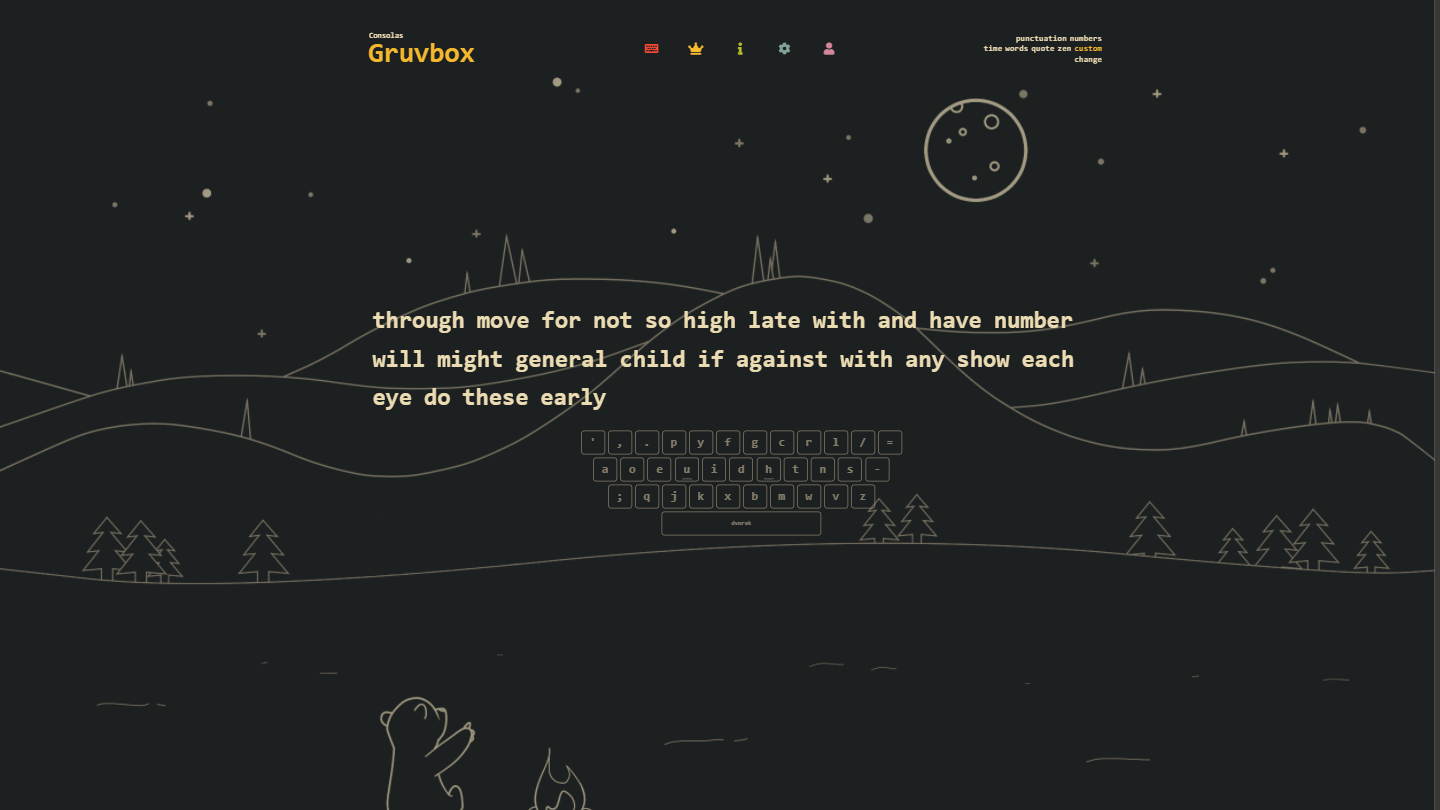 Consolas
Gruvbox
punctuation numbers
time words quote zen custom
change
through move for not so high late with and have number
will might general child if against with any show each
eye do these early
' , . p y f g c r l / =
a o e u i d h t n s -
; q j k x b m w v z
dvorak